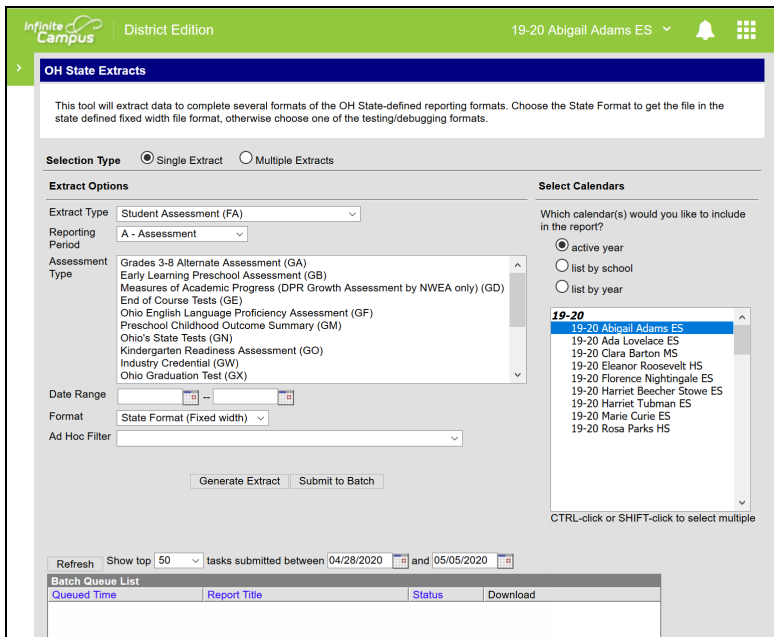 Infinite Campus
District Edition
19-20 Abigail Adams ES
OH State Extracts
This tool will extract data to complete several formats of the OH State-defined reporting formats. Choose the State Format to get the file in the
state defined fixed width file format, otherwise choose one of the testing/debugging formats.
Selection Type Single Extract Multiple Extracts
Extract Options
Extract Type Student Assessment (FA)
Reporting Period A - Assessment
Assessment Type
Grades 3-8 Alternate Assessment (GA)
Early Learning Preschool Assessment (GB)
Measures of Academic Progress (DPR Growth Assessment by NWEA only) (GD)
End of Course Tests (GE)
Ohio English Language Proficiency Assessment (GF)
Preschool Childhood Outcome Summary (GM)
Ohio's State Tests (GN)
Kindergarten Readiness Assessment (GO)
Industry Credential (GW)
Ohio Graduation Test (GX)
Date Range --
Format State Format (Fixed width)
Ad Hoc Filter
Generate Extract Submit to Batch
Select Calendars
Which calendar(s) would you like to include
in the report?
active year
list by school
list by year
19-20
19-20 Abigail Adams ES
19-20 Ada Lovelace ES
19-20 Clara Barton MS
19-20 Eleanor Roosevelt HS
19-20 Florence Nightingale ES
19-20 Harriet Beecher Stowe ES
19-20 Harriet Tubman ES
19-20 Marie Curie ES
19-20 Rosa Parks HS
CTRL-click or SHIFT-click to select multiple
Refresh Show top 50 tasks submitted between 04/28/2020 and 05/05/2020
Batch Queue List
Queued Time Report Title Status Download